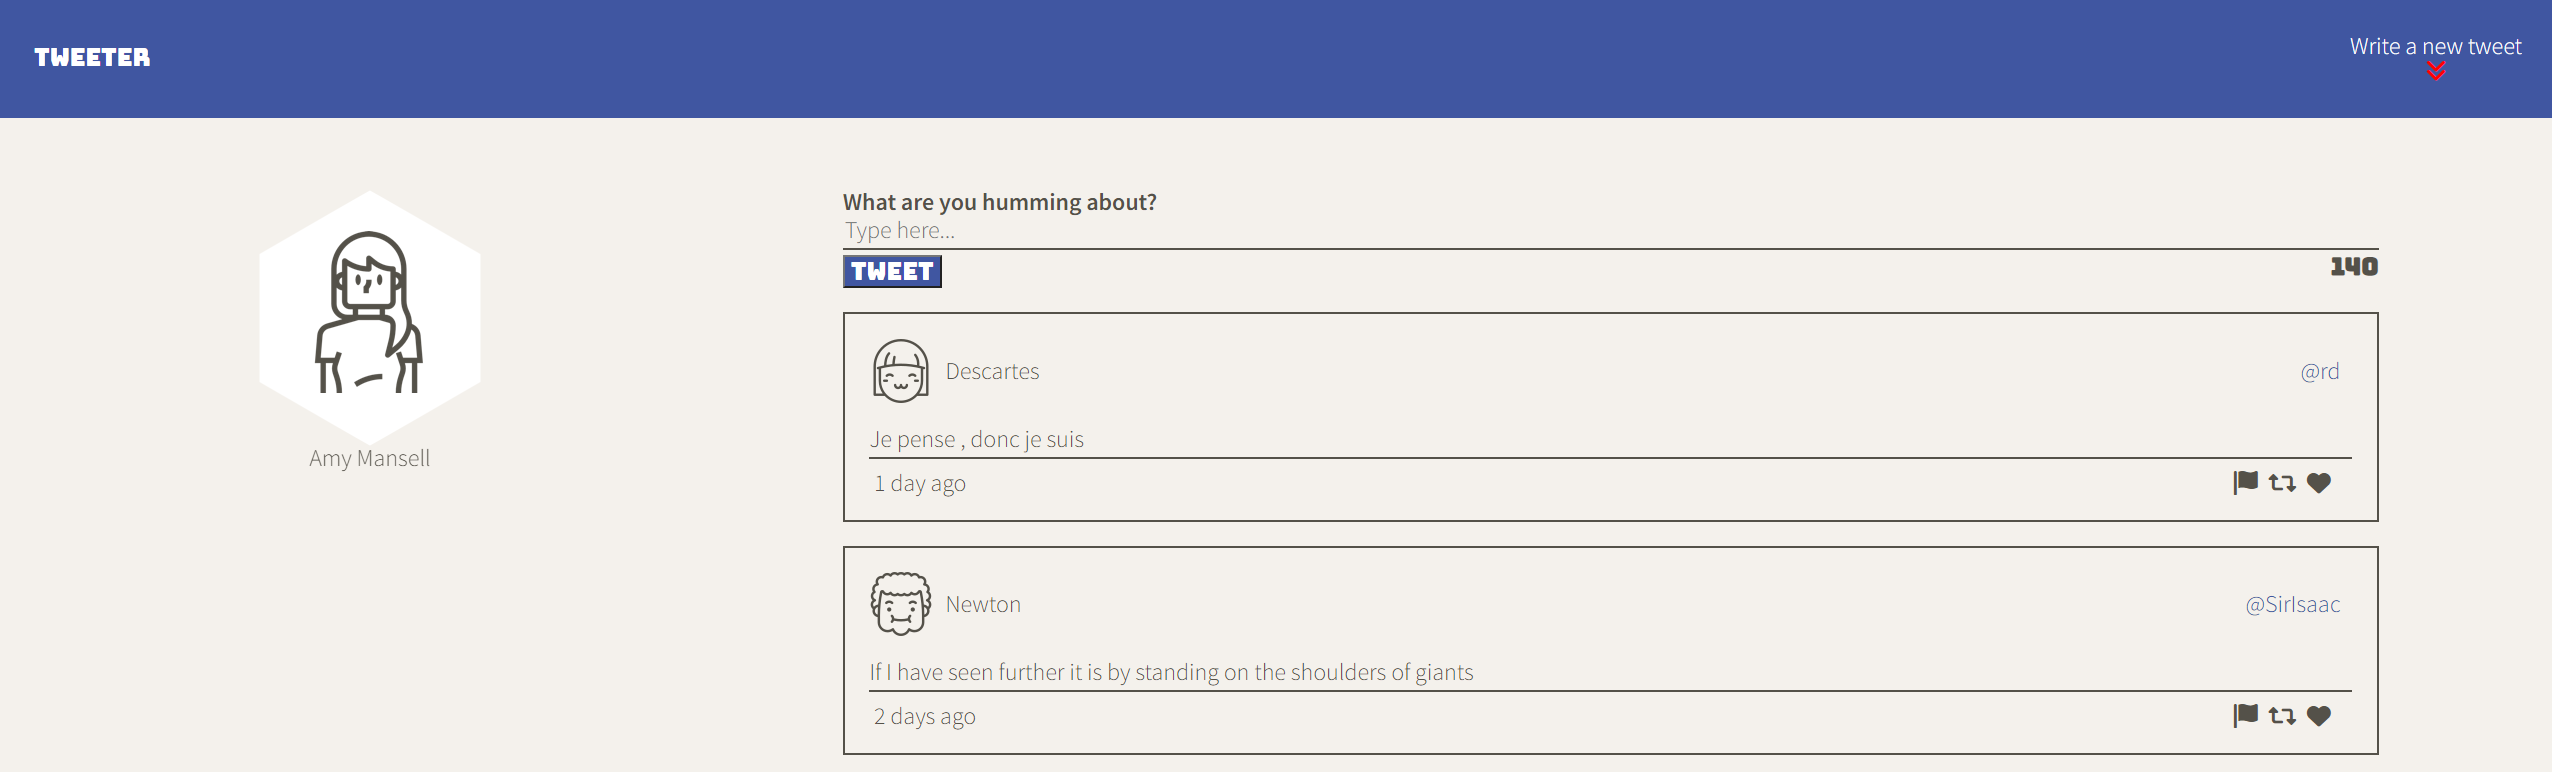 TWEETER
Write a new tweet
Amy Mansell
What are you humming about?
Type here...
TWEET
140
Descartes
@rd
Je pense , donc je suis
1 day ago
Newton
@SirIsaac
If I have seen further it is by standing on the shoulders of giants
2 days ago